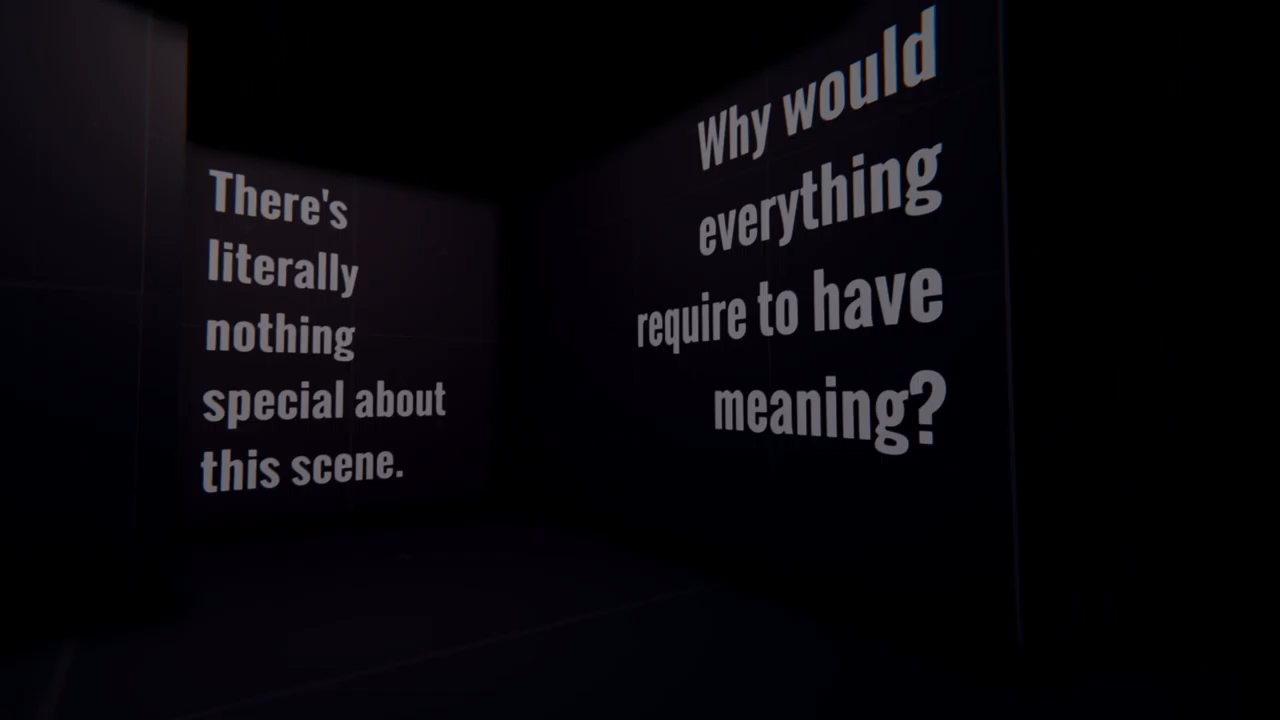 There's
literally
nothing
special about
this scene.
Why would
everything
require to have
meaning?